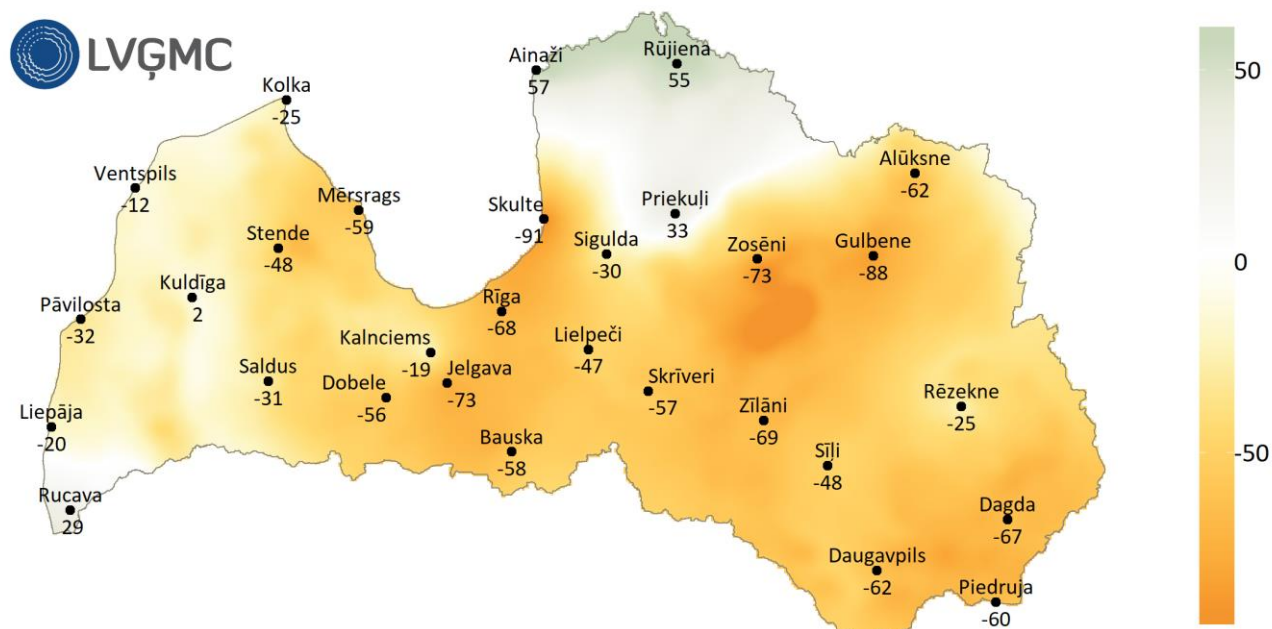 LVĢMC
Ainaži
57
Rūjiena
55
50
Kolka
-25
Alūksne
-62
Ventspils
-12
Mērsrags
-59
Skulte
-91
Priekuļi
33
Stende
-48
Sigulda
-30
Zosēni
-73
Gulbene
-88
0
Kuldīga
2
Pāvilosta
-32
Rīga
-68
Kalnciems
-19
Lielpeči
-47
Saldus
-31
Dobele
-56
Jelgava
-73
Skrīveri
-57
Rēzekne
-25
Liepāja
-20
Zīlāni
-69
Bauska
-58
Sīļi
-48
-50
Rucava
29
Dagda
-67
Daugavpils
-62
Piedruja
-60